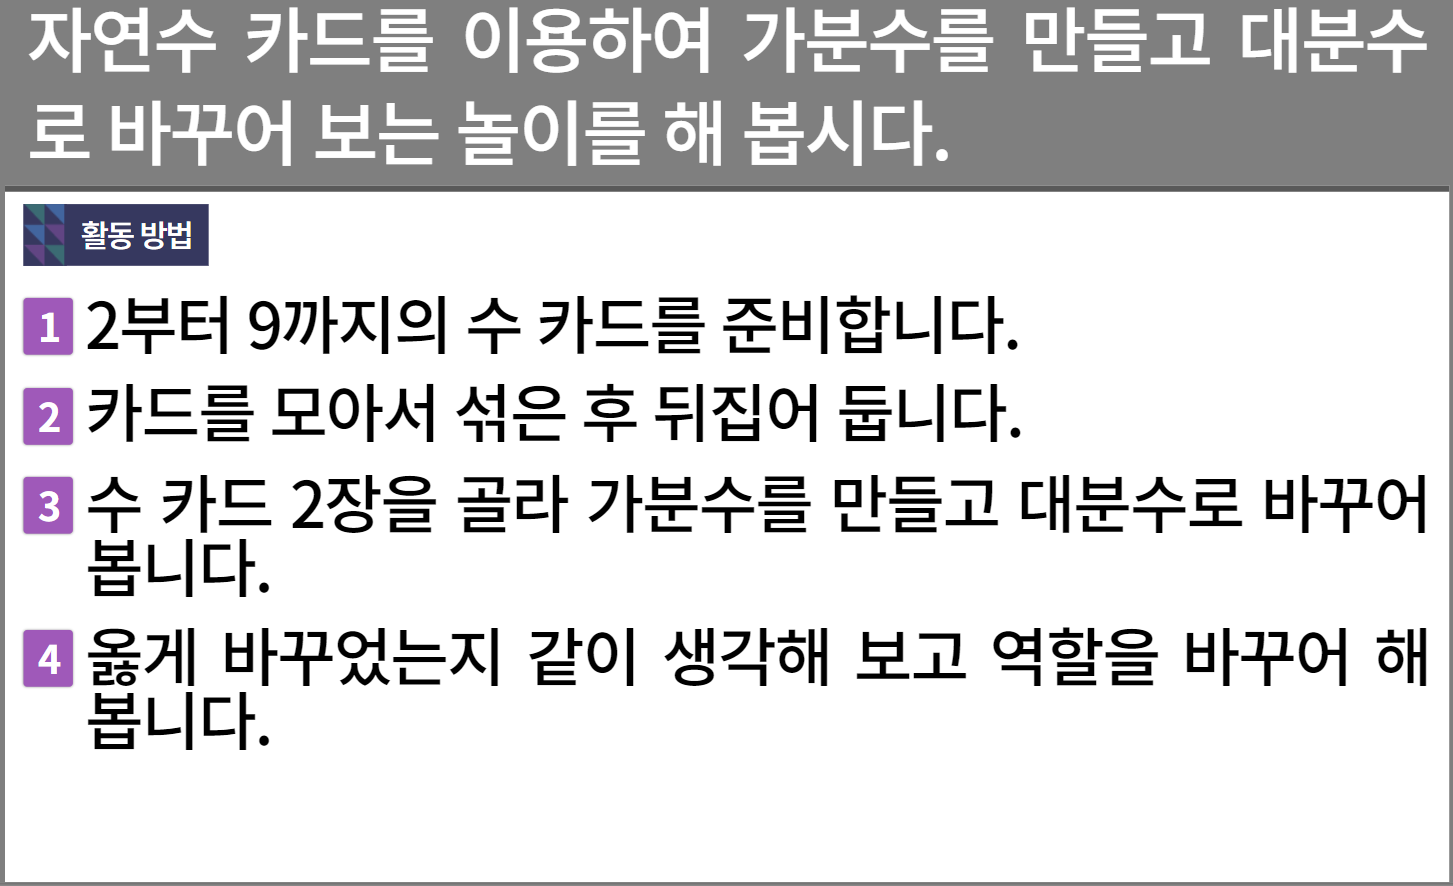 자연수 카드를 이용하여 가분수를 만들고 대분수
로 바꾸어 보는 놀이를 해 봅시다.
활동 방법
1 2부터 9까지의 수 카드를 준비합니다.
2 카드를 모아서 섞은 후 뒤집어 둡니다.
3 수 카드 2장을 골라 가분수를 만들고 대분수로 바꾸어
봅니다.
4 옳게 바꾸었는지 같이 생각해 보고 역할을 바꾸어 해
봅니다.